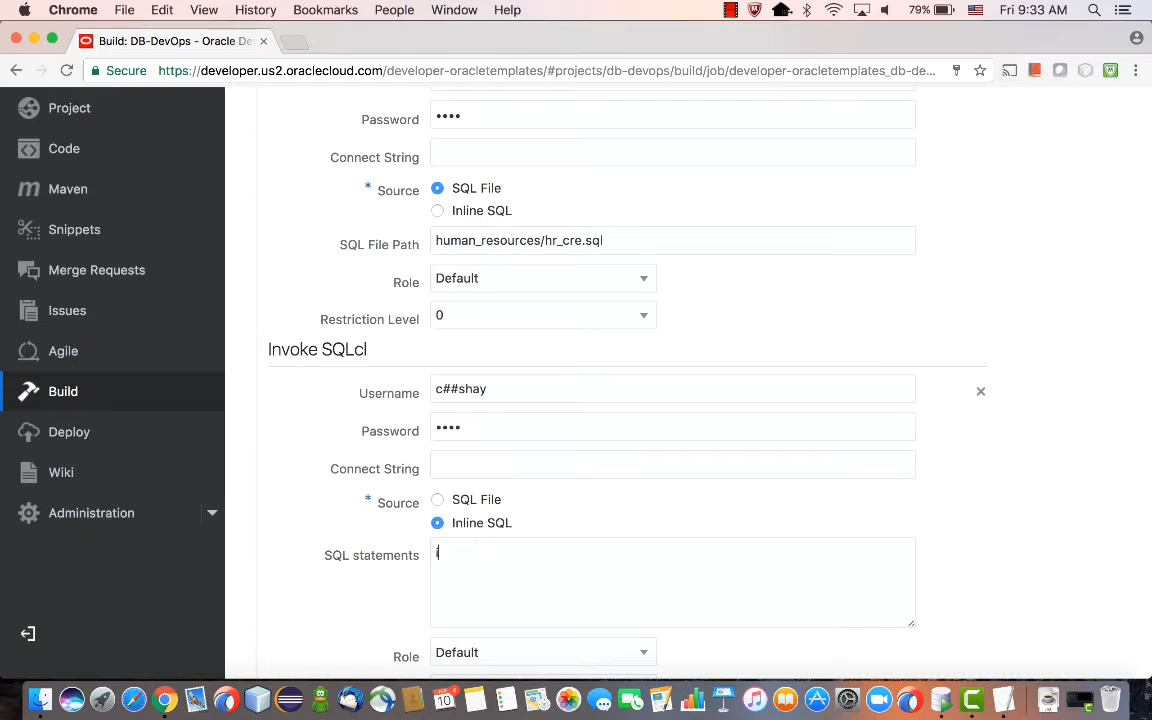 Chrome File Edit View History Bookmarks People Window Help 79% Fri 9:33 AM
Build: DB-DevOps - Oracle De
Secure https://developer.us2.oraclecloud.com/developer-oracletemplates/#projects/db-devops/build/job/developer-oracletemplates_db-de...
Project
Code
Maven
Snippets
Merge Requests
Issues
Agile
Build
Deploy
Wiki
Administration
Password ••••
Connect String
* Source SQL File
Inline SQL
SQL File Path human_resources/hr_cre.sql
Role Default
Restriction Level 0
Invoke SQLcl
Username c##shay
Password ••••
Connect String
* Source SQL File
Inline SQL
SQL statements i
Role Default